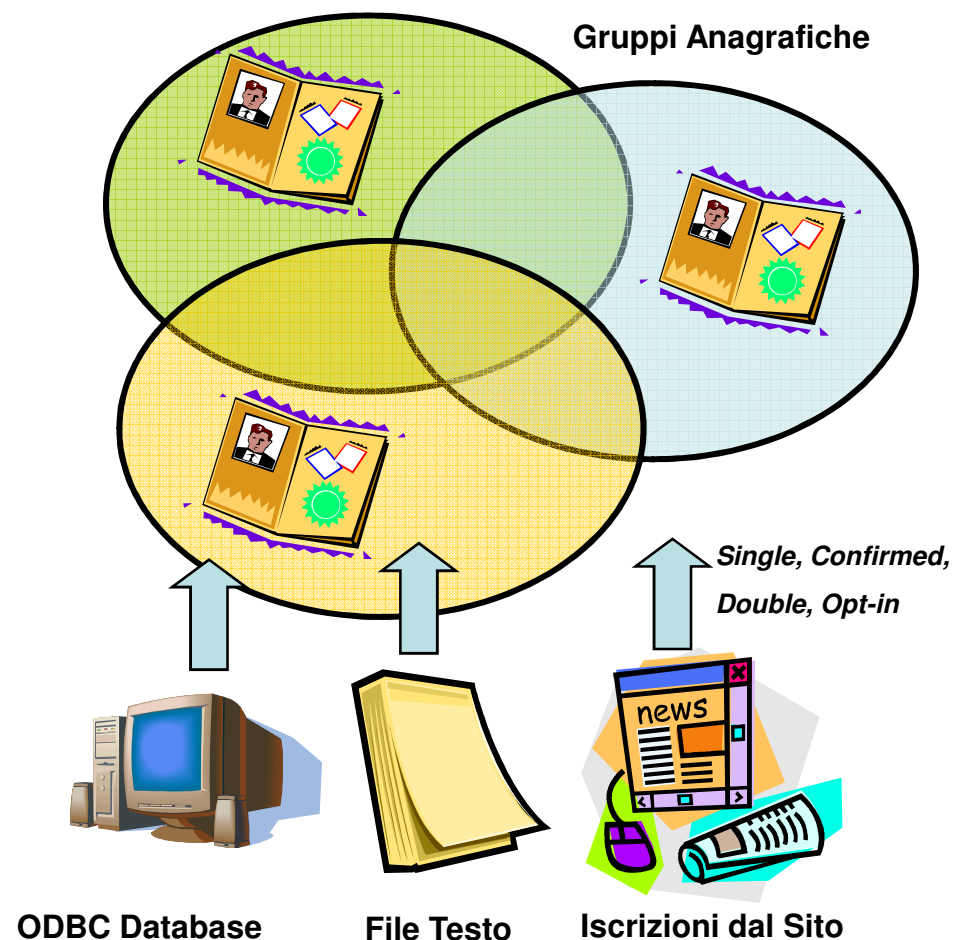 Gruppi Anagrafiche
Single, Confirmed,
Double, Opt-in
news
ODBC Database
File Testo
Iscrizioni dal Sito